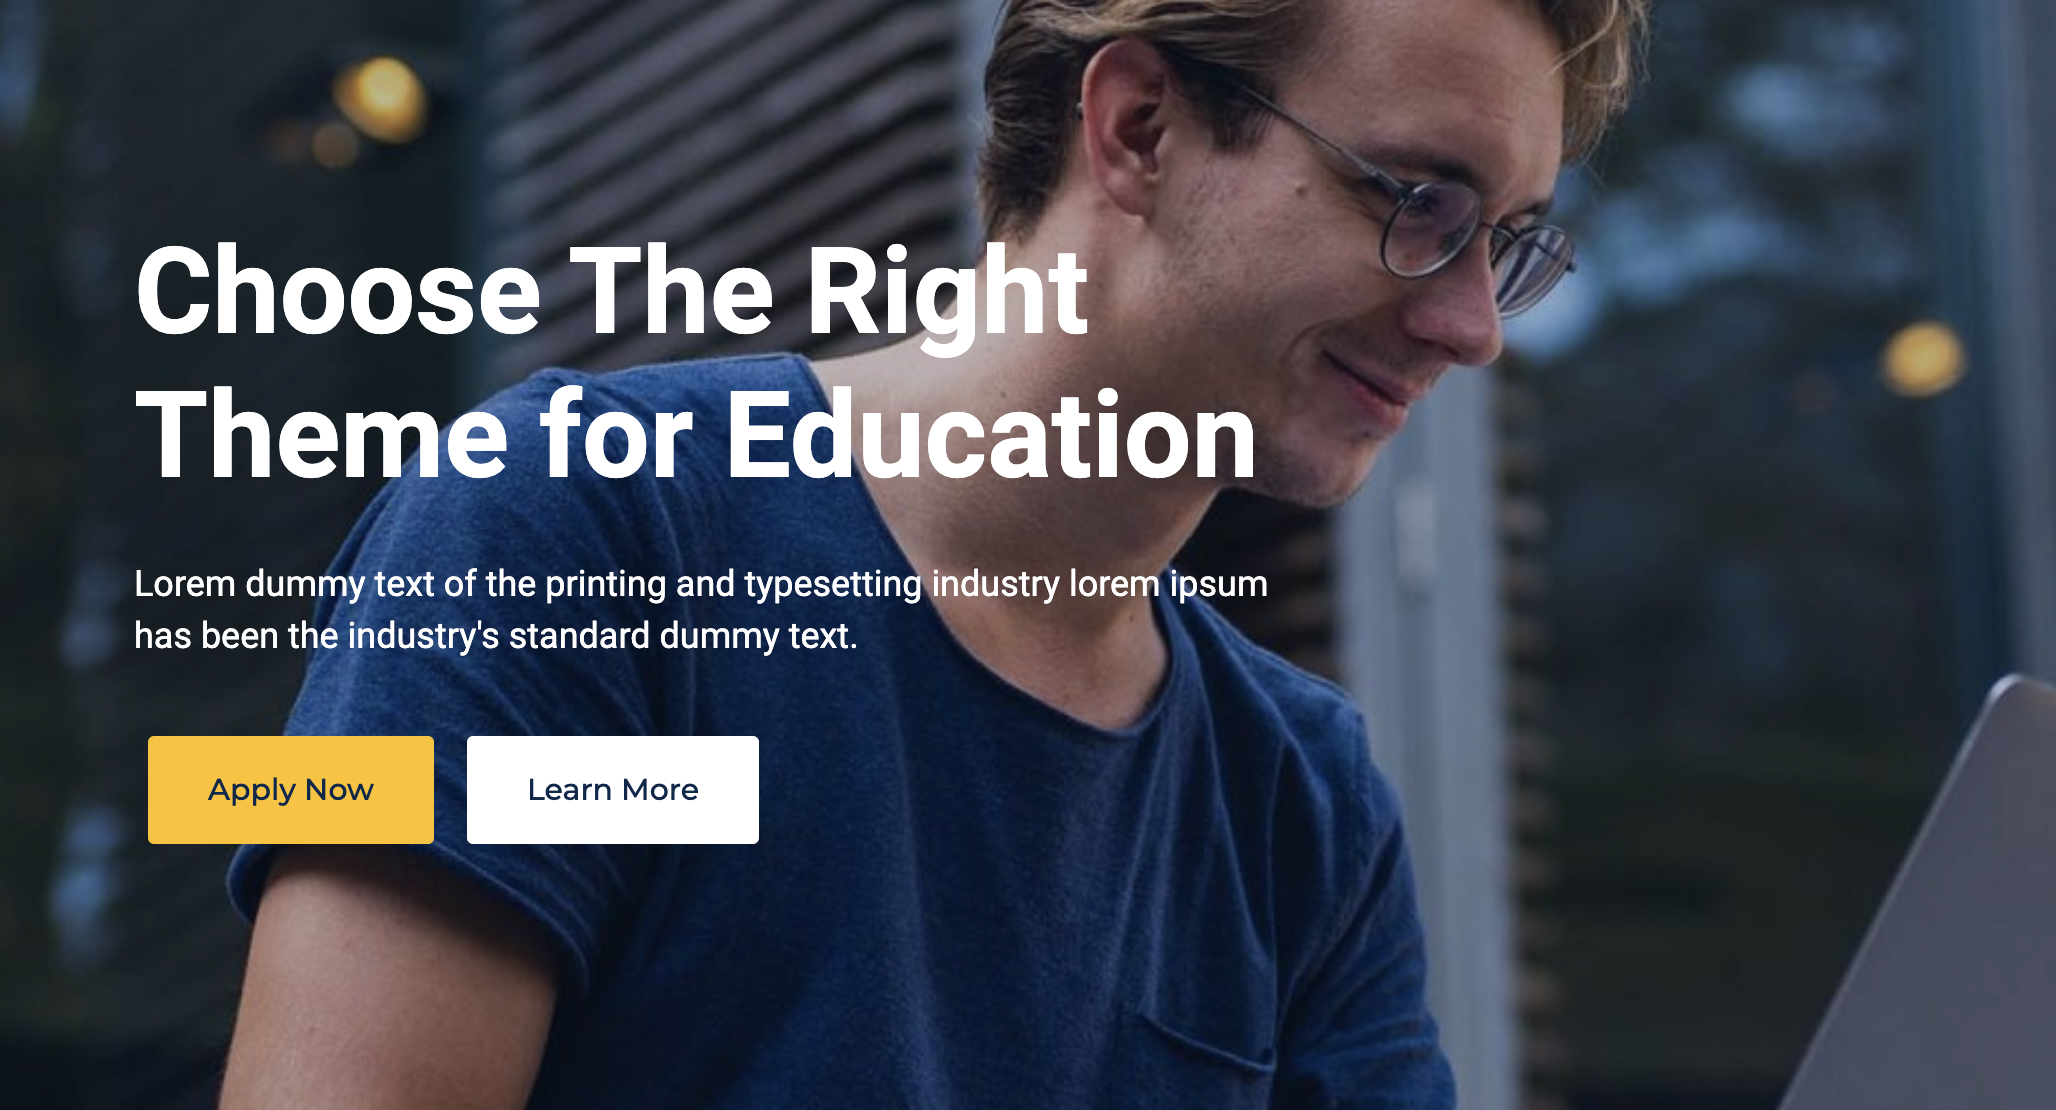 Choose The Right
Theme for Education
Lorem dummy text of the printing and typesetting industry lorem ipsum
has been the industry's standard dummy text.
Apply Now
Learn More